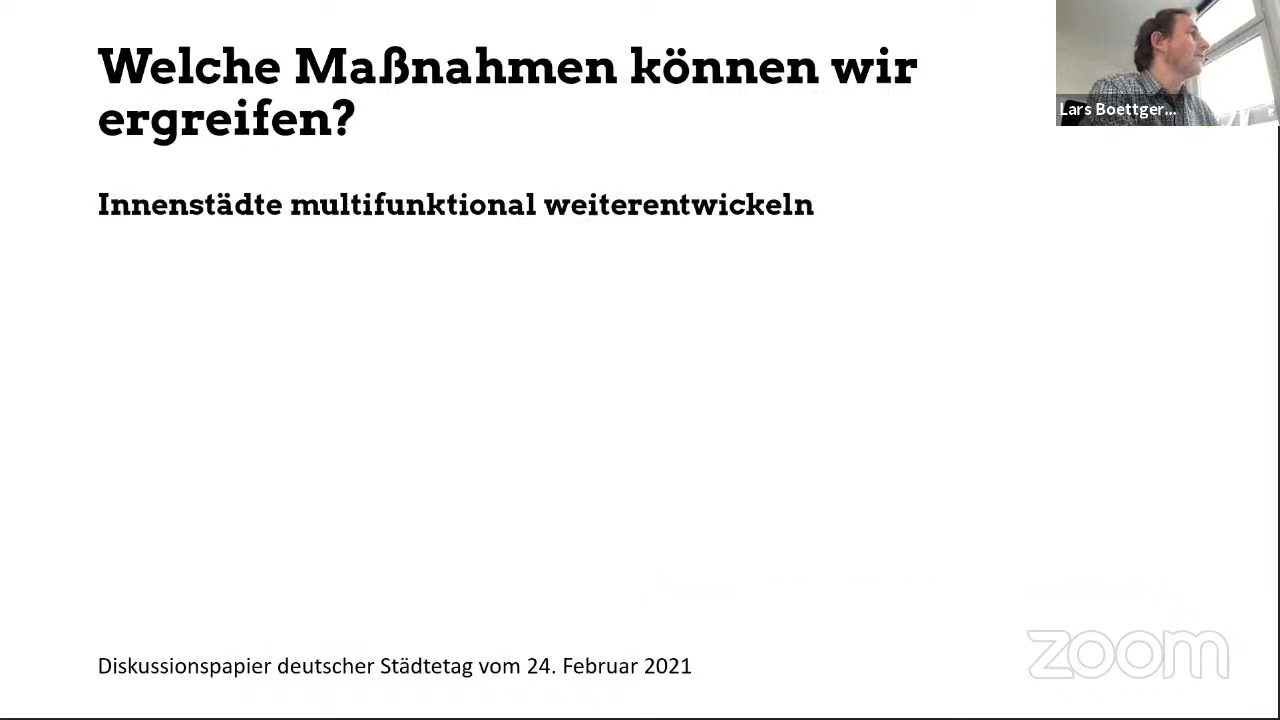 Welche Maßnahmen können wir
ergreifen?
Lars Boettger...
Innenstädte multifunktional weiterentwickeln
Diskussionspapier deutscher Städtetag vom 24. Februar 2021
zoom